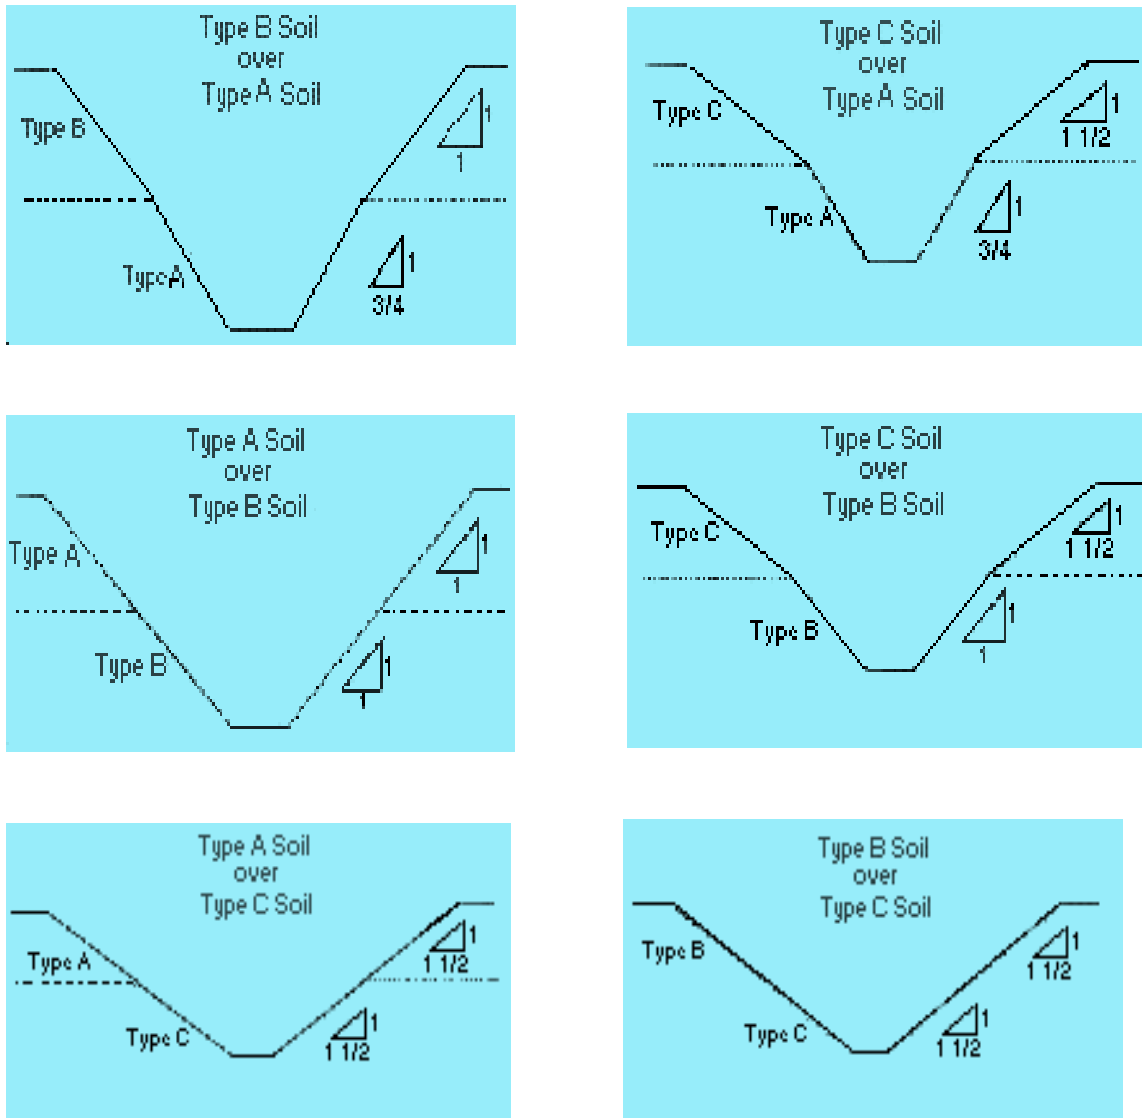 Type B Soil
over
Type A Soil
Type B
1
1
Type A
1
3/4
Type C Soil
over
Type A Soil
Type C
1
1 1/2
Type A
1
3/4
Type A Soil
over
Type B Soil
Type A
1
1
Type B
1
1
Type C Soil
over
Type B Soil
Type C
1
1 1/2
Type B
1
1
Type A Soil
over
Type C Soil
Type A
1
1 1/2
Type C
1
1 1/2
Type B Soil
over
Type C Soil
Type B
1
1 1/2
Type C
1
1 1/2